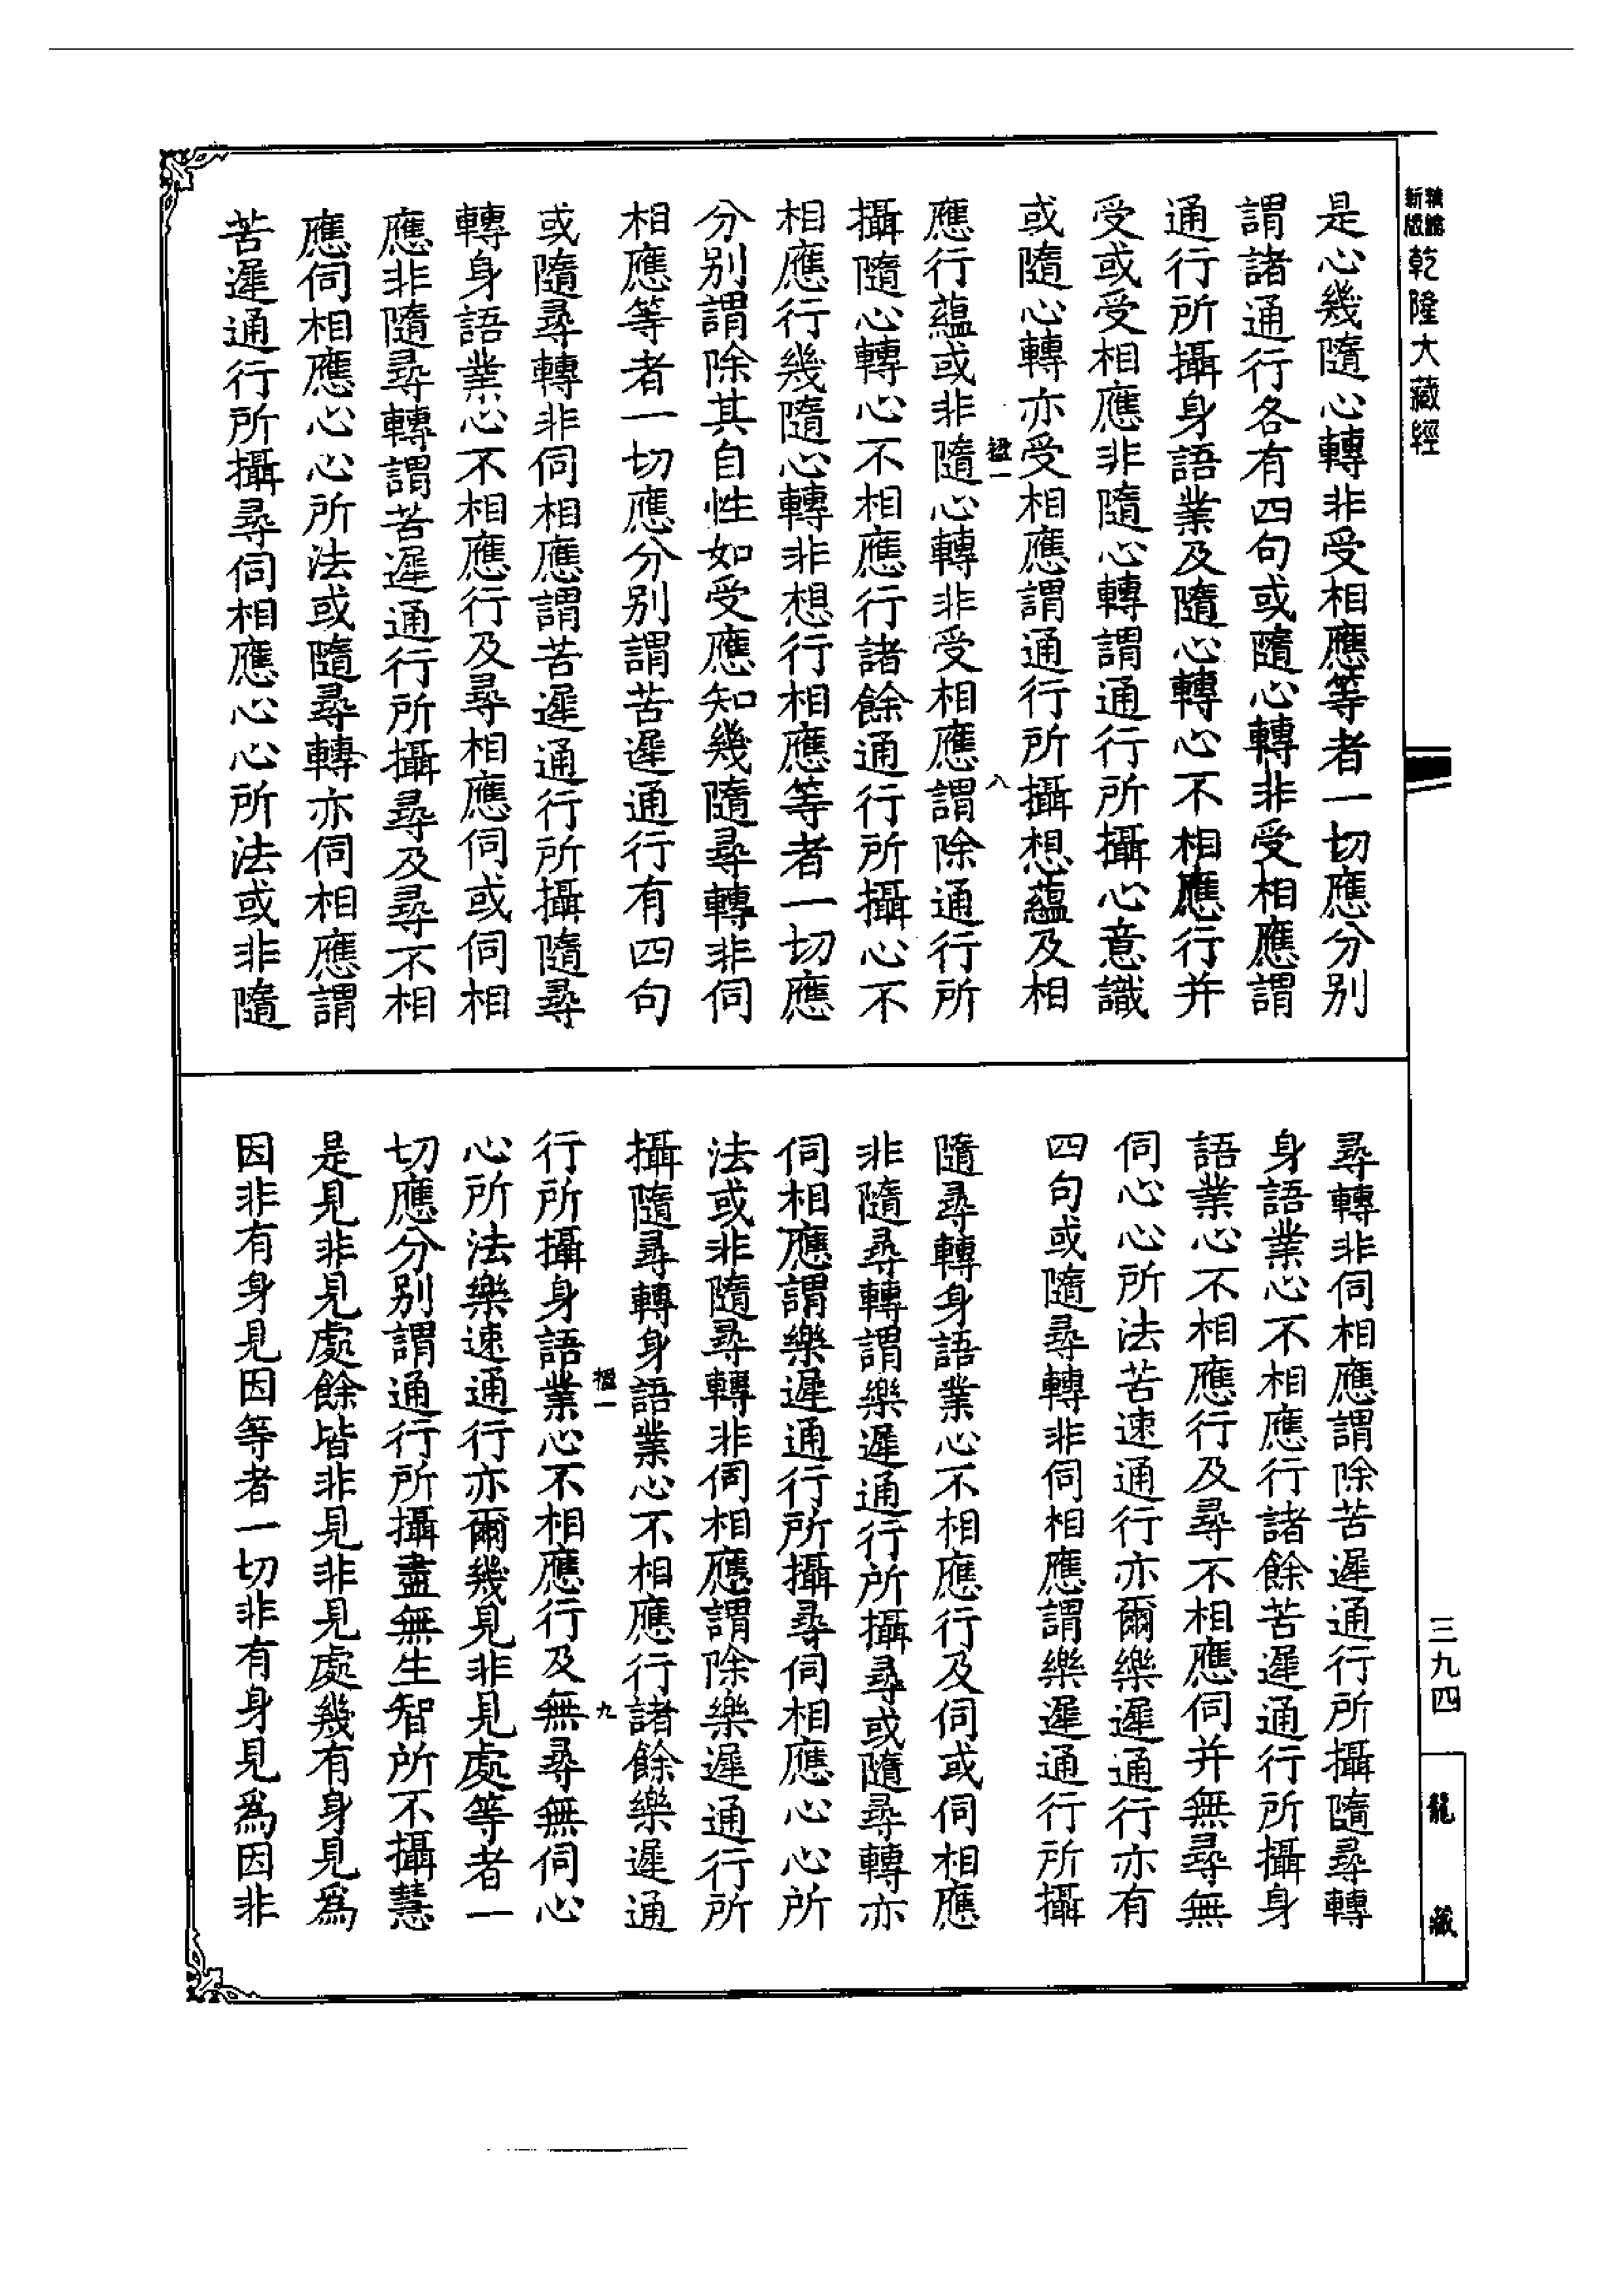 新編
新版
乾隆大藏經
是心幾隨心轉非受相應等者一切應分別
謂諸通行各有四句或隨心轉非受相應謂
通行所攝身語業及隨心轉心不相應行并
受或受相應非隨心轉謂通行所攝心意識
或隨心轉亦受相應謂通行所攝想蘊及相
八
應行蘊或非隨心轉非受相應謂除通行所
攝隨心轉心不相應行諸餘通行所攝心不
相應行幾隨心轉非想行相應等者一切應
分別謂除其自性如受應知幾隨尋轉非伺
相應等者一切應分別謂苦遲通行有四句
或隨尋轉非伺相應謂苦遲通行所攝隨尋
轉身語業心不相應行及尋相應伺或伺相
應非隨尋轉謂苦遲通行所攝尋及尋不相
應伺相應心心所法或隨尋轉亦伺相應謂
苦遲通行所攝尋伺相應心心所法或非隨
尋轉非伺相應謂除苦遲通行所攝隨尋轉
身語業心不相應行諸餘苦遲通行所攝身
語業心不相應行及尋不相應伺并無尋無
伺心心所法苦速通行亦爾樂遲通行亦有
四句或隨尋轉非伺相應謂樂遲通行所攝
隨尋轉身語業心不相應行及伺或伺相應
非隨尋轉謂樂遲通行所攝尋或隨尋轉亦
伺相應謂樂遲通行所攝尋伺相應心心所
法或非隨尋轉非伺相應謂除樂遲通行所
攝隨尋轉身語業心不相應行諸餘樂遲通
九
行所攝身語業心不相應行及無尋無伺心
心所法樂速通行亦爾幾見非見處等者一
切應分別謂通行所攝盡無生智所不攝慧
是見非見處餘皆非見非見處幾有身見為
因非有身見因等者一切非有身見為因非
三九四
龍藏